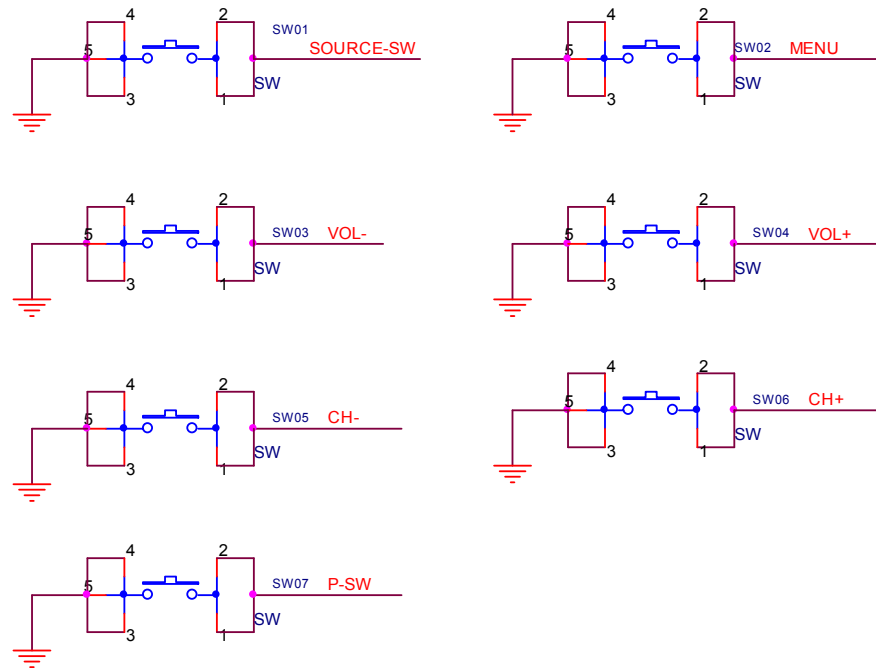 4 2 SW01
5 SOURCE-SW
SW
3 1
4 2
5 SW02 MENU
SW
3 1
4 2
5 SW03 VOL-
SW
3 1
4 2
5 SW04 VOL+
SW
3 1
4 2
5 SW05 CH-
SW
3 1
4 2
5 SW06 CH+
SW
3 1
4 2
5 SW07 P-SW
SW
3 1